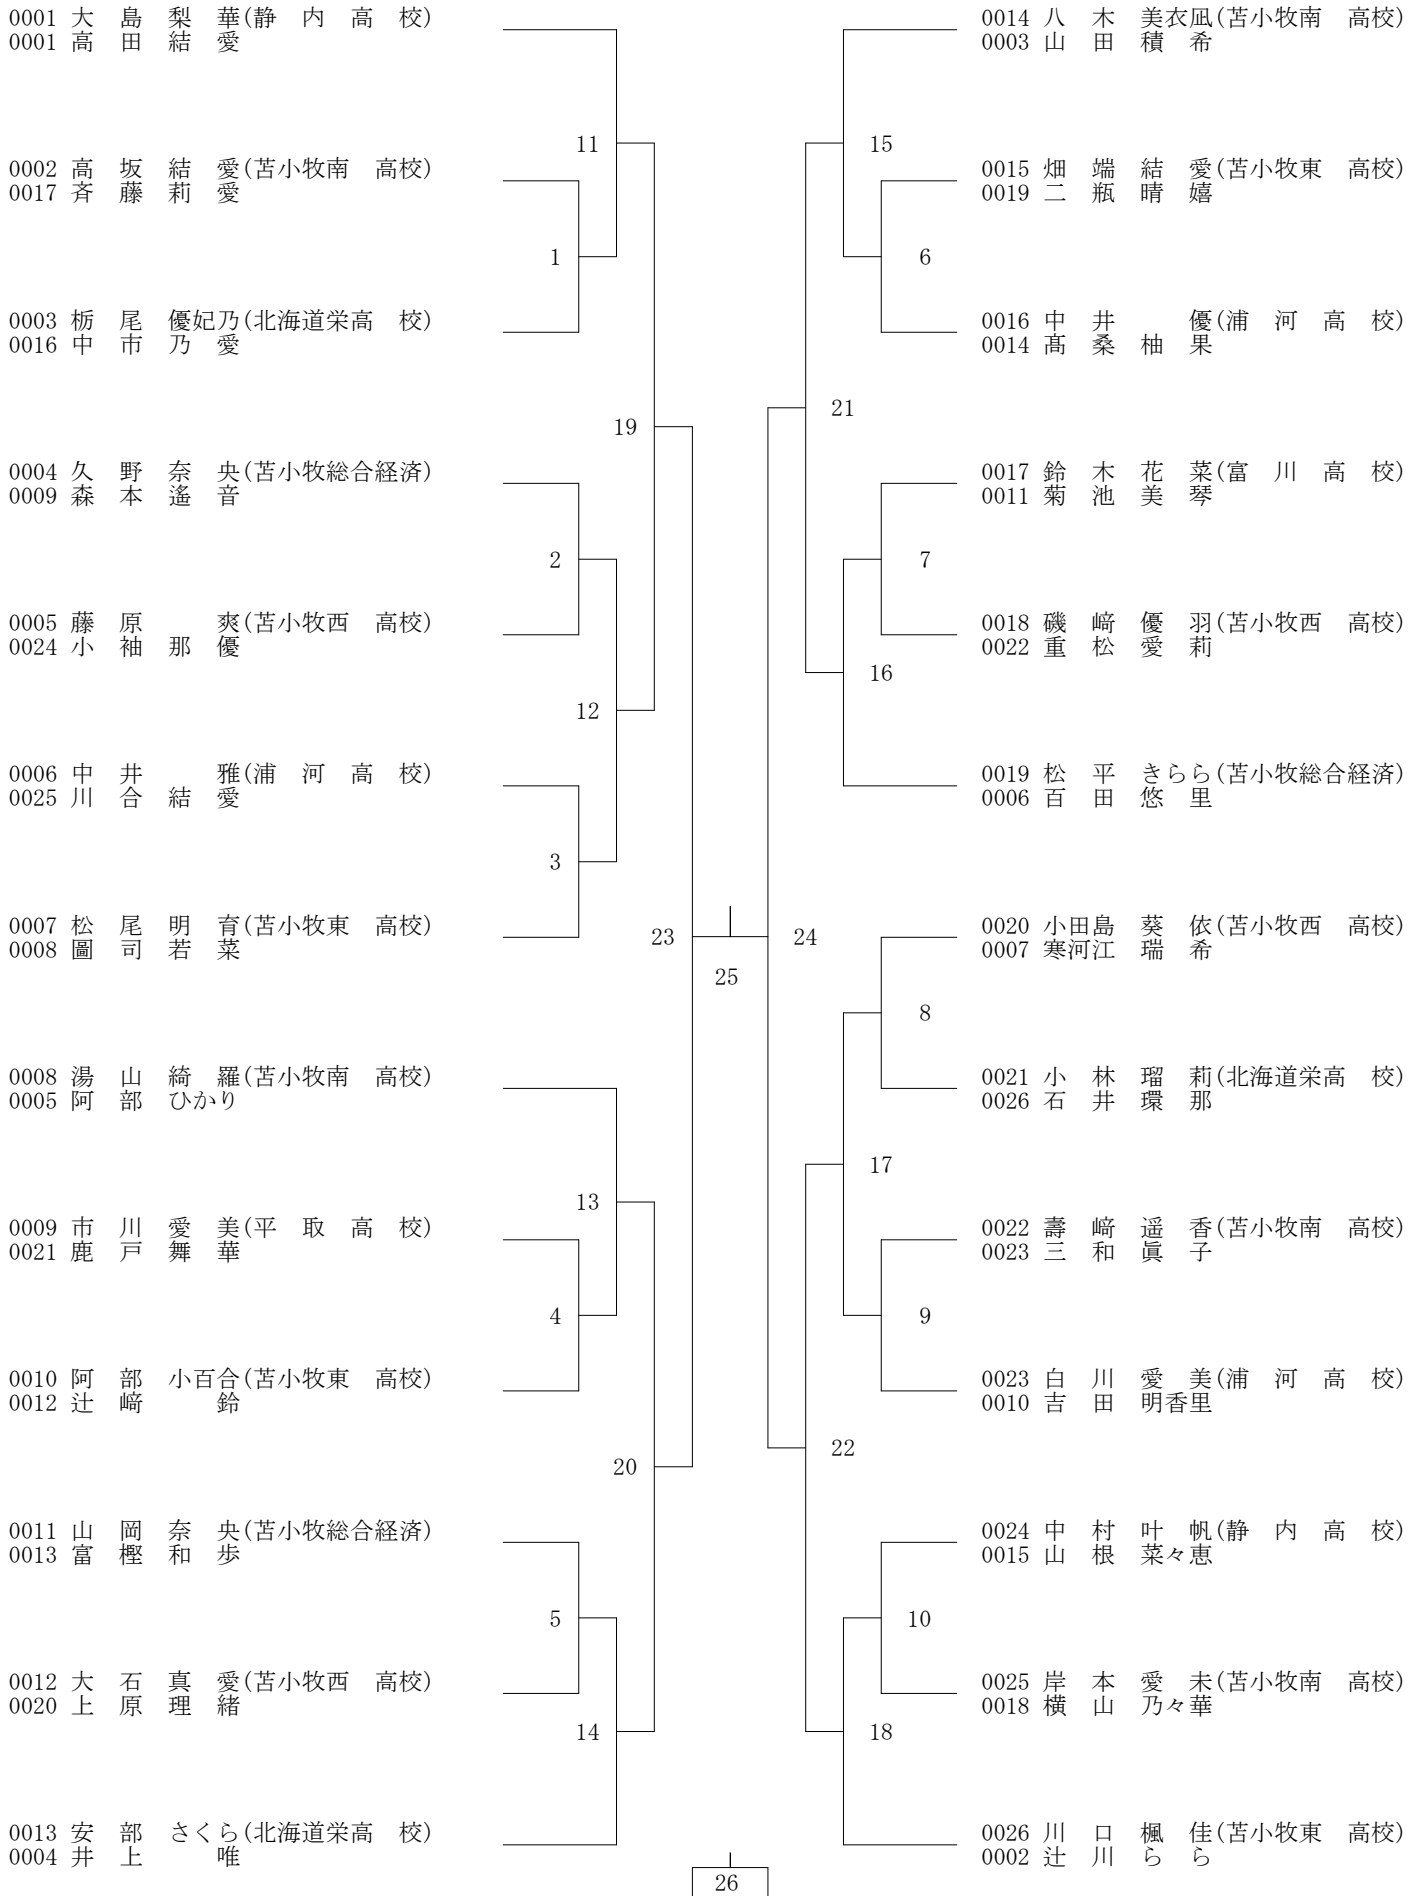 0001 大　島　梨　華(静　内　高　校)
0001 高　田　結　愛
0002 高　坂　結　愛(苫小牧南　高校)
0017 斉　藤　莉　愛
0003 栃　尾　優妃乃(北海道栄高　校)
0016 中　市　乃　愛
0004 久　野　奈　央(苫小牧総合経済)
0009 森　本　遙　音
0005 藤　原　　　爽(苫小牧西　高校)
0024 小　袖　那　優
0006 中　井　　　雅(浦　河　高　校)
0025 川　合　結　愛
0007 松　尾　明　育(苫小牧東　高校)
0008 圖　司　若　菜
0008 湯　山　綺　羅(苫小牧南　高校)
0005 阿　部　ひかり
0009 市　川　愛　美(平　取　高　校)
0021 鹿　戸　舞　華
0010 阿　部　小百合(苫小牧東　高校)
0012 辻　﨑　　　鈴
0011 山　岡　奈　央(苫小牧総合経済)
0013 富　樫　和　歩
0012 大　石　真　愛(苫小牧西　高校)
0020 上　原　理　緒
0013 安　部　さくら(北海道栄高　校)
0004 井　上　　　唯
11
1
19
2
12
3
23
13
4
20
5
14
25
26
24
15
6
21
7
16
8
17
9
22
10
18
0014 八　木　美衣凪(苫小牧南　高校)
0003 山　田　積　希
0015 畑　端　結　愛(苫小牧東　高校)
0019 二　瓶　晴　嬉
0016 中　井　　　優(浦　河　高　校)
0014 髙　桑　柚　果
0017 鈴　木　花　菜(富　川　高　校)
0011 菊　池　美　琴
0018 磯　﨑　優　羽(苫小牧西　高校)
0022 重　松　愛　莉
0019 松　平　きらら(苫小牧総合経済)
0006 百　田　悠　里
0020 小田島　葵　依(苫小牧西　高校)
0007 寒河江　瑞　希
0021 小　林　瑠　莉(北海道栄高　校)
0026 石　井　環　那
0022 壽　﨑　遥　香(苫小牧南　高校)
0023 三　和　眞　子
0023 白　川　愛　美(浦　河　高　校)
0010 吉　田　明香里
0024 中　村　叶　帆(静　内　高　校)
0015 山　根　菜々恵
0025 岸　本　愛　未(苫小牧南　高校)
0018 横　山　乃々華
0026 川　口　楓　佳(苫小牧東　高校)
0002 辻　川　ら　ら